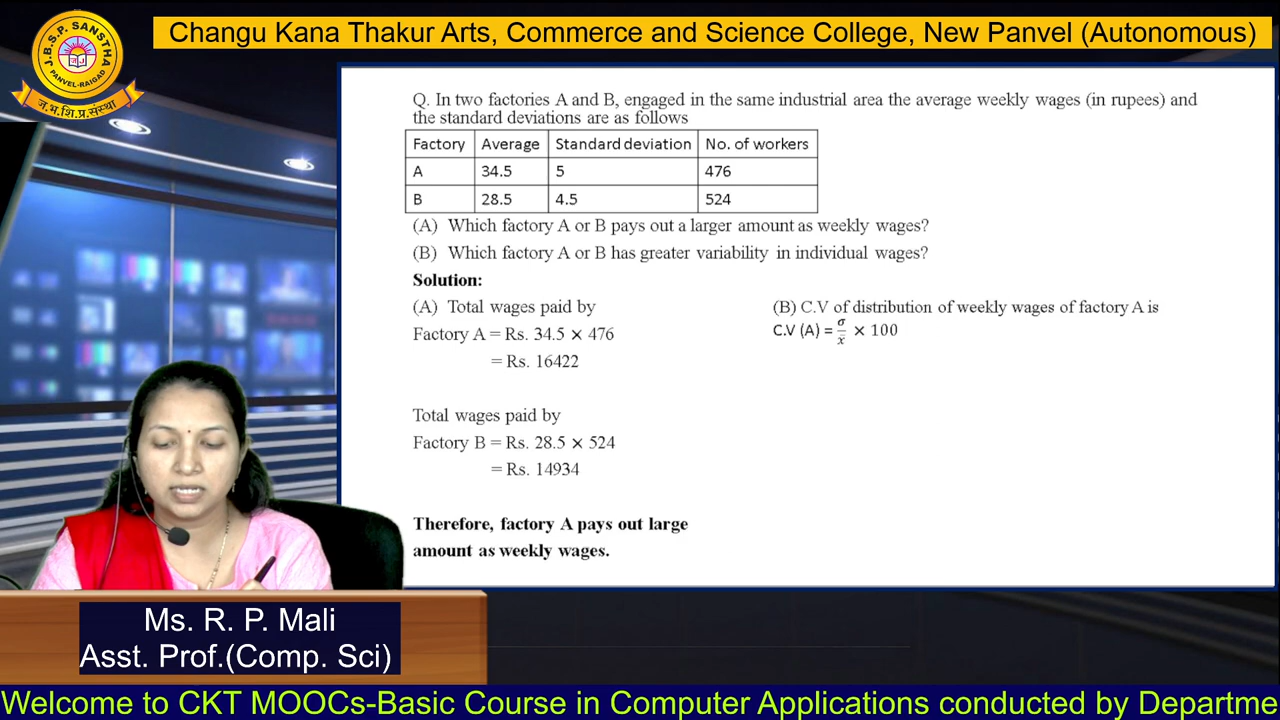 Changu Kana Thakur Arts, Commerce and Science College, New Panvel (Autonomous)
J.B.S.P. SANSTHA
PANVEL-RAIGAD
ज.भ.शि.प्र.संस्था
Q. In two factories A and B, engaged in the same industrial area the average weekly wages (in rupees) and
the standard deviations are as follows
Factory Average Standard deviation No. of workers
A 34.5 5 476
B 28.5 4.5 524
(A) Which factory A or B pays out a larger amount as weekly wages?
(B) Which factory A or B has greater variability in individual wages?
Solution:
(A) Total wages paid by
Factory A = Rs. 34.5 × 476
= Rs. 16422
Total wages paid by
Factory B = Rs. 28.5 × 524
= Rs. 14934
Therefore, factory A pays out large
amount as weekly wages.
(B) C.V of distribution of weekly wages of factory A is
C.V (A) = σ/x̄ × 100
Ms. R. P. Mali
Asst. Prof.(Comp. Sci)
Welcome to CKT MOOCs-Basic Course in Computer Applications conducted by Departme